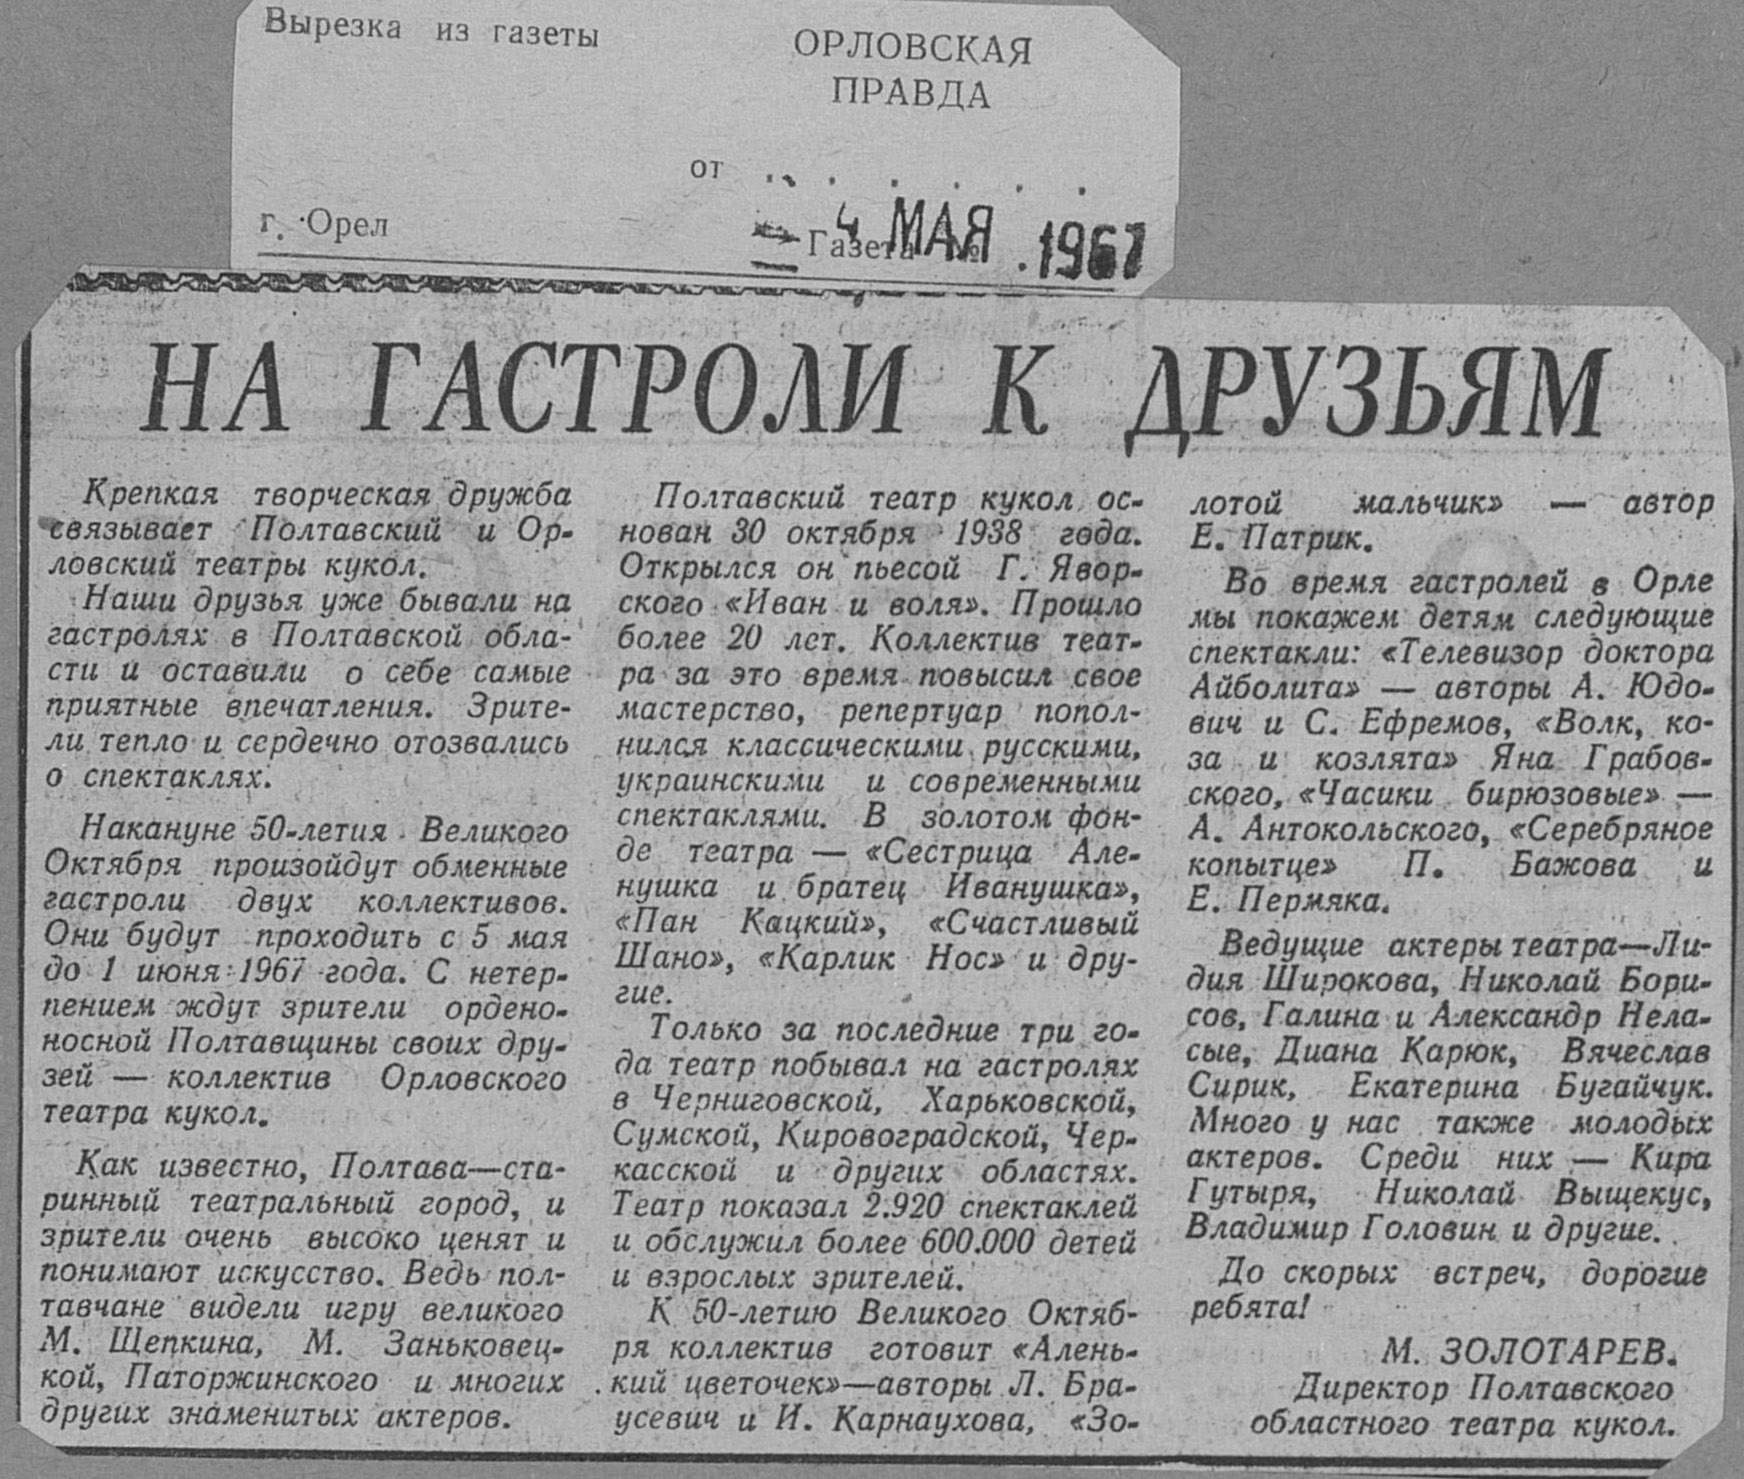 Вырезка из газеты
ОРЛОВСКАЯ
ПРАВДА
от
г. Орел
Газета №
4 МАЯ 1967
НА ГАСТРОЛИ К ДРУЗЬЯМ
Крепкая творческая дружба
связывает Полтавский и Ор-
ловский театры кукол.
Наши друзья уже бывали на
гастролях в Полтавской обла-
сти и оставили о себе самые
приятные впечатления. Зрите-
ли тепло и сердечно отозвались
о спектаклях.
Накануне 50-летия Великого
Октября произойдут обменные
гастроли двух коллективов.
Они будут проходить с 5 мая
до 1 июня 1967 года. С нетер-
пением ждут зрители ордено-
носной Полтавщины своих дру-
зей — коллектив Орловского
театра кукол.
Как известно, Полтава—ста-
ринный театральный город, и
зрители очень высоко ценят и
понимают искусство. Ведь пол-
тавчане видели игру великого
М. Щепкина, М. Заньковец-
кой, Паторжинского и многих
других знаменитых актеров.
Полтавский театр кукол ос-
нован 30 октября 1938 года.
Открылся он пьесой Г. Явор-
ского «Иван и воля». Прошло
более 20 лет. Коллектив теат-
ра за это время повысил свое
мастерство, репертуар попол-
нился классическими русскими,
украинскими и современными
спектаклями. В золотом фон-
де театра — «Сестрица Але-
нушка и братец Иванушка»,
«Пан Кацкий», «Счастливый
Шано», «Карлик Нос» и дру-
гие.
Только за последние три го-
да театр побывал на гастролях
в Черниговской, Харьковской,
Сумской, Кировоградской, Чер-
касской и других областях.
Театр показал 2.920 спектаклей
и обслужил более 600.000 детей
и взрослых зрителей.
К 50-летию Великого Октяб-
ря коллектив готовит «Алень-
кий цветочек»—авторы Л. Бра-
усевич и И. Карнаухова, «Зо-
лотой мальчик» — автор
Е. Патрик.
Во время гастролей в Орле
мы покажем детям следующие
спектакли: «Телевизор доктора
Айболита» — авторы А. Юдо-
вич и С. Ефремов, «Волк, ко-
за и козлята» Яна Грабов-
ского, «Часики бирюзовые» —
А. Антокольского, «Серебряное
копытце» П. Бажова и
Е. Пермяка.
Ведущие актеры театра—Ли-
дия Широкова, Николай Бори-
сов, Галина и Александр Нела-
сые, Диана Карюк, Вячеслав
Сирик, Екатерина Бугайчук.
Много у нас также молодых
актеров. Среди них — Кира
Гутыря, Николай Выщекус,
Владимир Головин и другие.
До скорых встреч, дорогие
ребята!
М. ЗОЛОТАРЕВ.
Директор Полтавского
областного театра кукол.